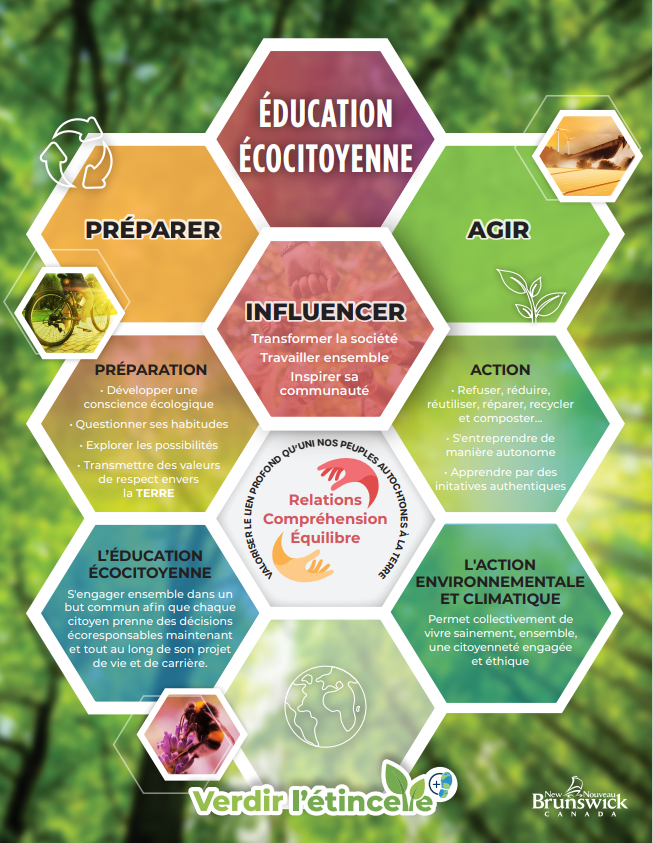 ÉDUCATION
ÉCOCITOYENNE
PRÉPARER
AGIR
INFLUENCER
Transformer la société
Travailler ensemble
Inspirer sa
communauté
PRÉPARATION
• Développer une
conscience écologique
• Questionner ses habitudes
• Explorer les possibilités
• Transmettre des valeurs
de respect envers
la TERRE
ACTION
• Refuser, réduire,
réutiliser, réparer, recycler
et composter...
• S'entreprendre de
manière autonome
• Apprendre par des
initatives authentiques
VALORISER LE LIEN PROFOND QU'UNI NOS PEUPLES AUTOCHTONES À LA TERRE
Relations
Compréhension
Équilibre
L'ÉDUCATION
ÉCOCITOYENNE
S'engager ensemble dans un
but commun afin que chaque
citoyen prenne des décisions
écoresponsables maintenant
et tout au long de son projet
de vie et de carrière.
L'ACTION
ENVIRONNEMENTALE
ET CLIMATIQUE
Permet collectivement de
vivre sainement, ensemble,
une citoyenneté engagée
et éthique
Verdir l'étincelle
New Nouveau
Brunswick
CANADA